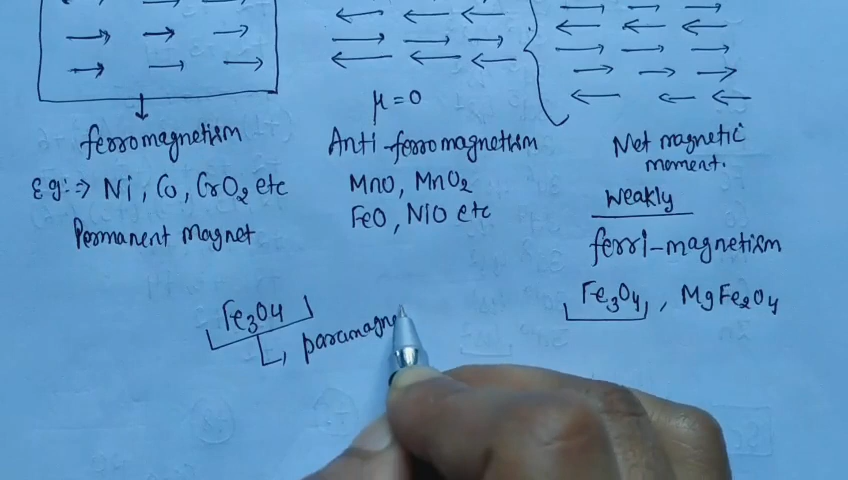 ferromagnetism
Eg:→ Ni, Co, CrO2 etc
Permanent Magnet
μ = 0
Anti-ferromagnetism
MnO, MnO2
FeO, NiO etc
Net magnetic
moment.
Weakly
ferri-magnetism
Fe3O4, MgFe2O4
Fe3O4
paramagne